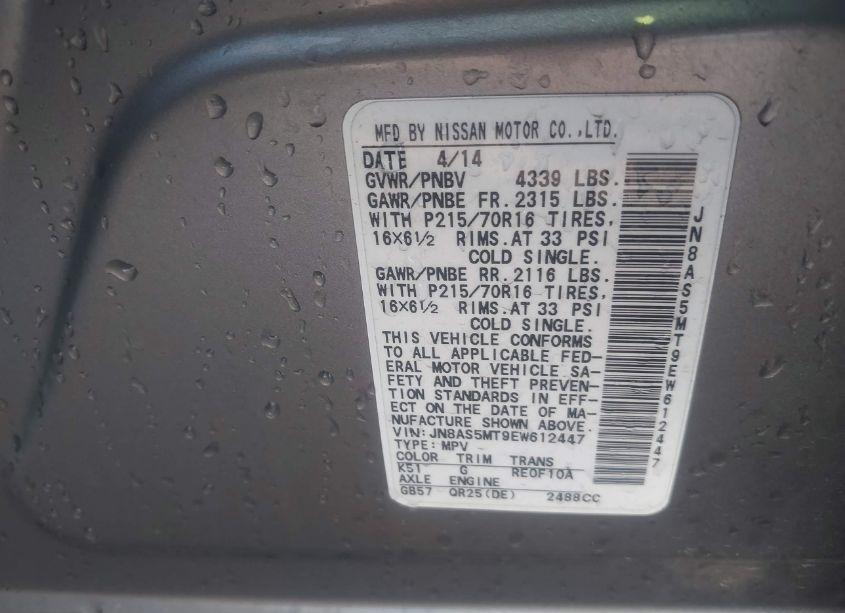 MFD BY NISSAN MOTOR CO.,LTD.
DATE 4/14
GVWR/PNBV 4339 LBS.
GAWR/PNBE FR. 2315 LBS.
WITH P215/70R16 TIRES,
16X6½ RIMS.AT 33 PSI
COLD SINGLE.
GAWR/PNBE RR. 2116 LBS.
WITH P215/70R16 TIRES,
16X6½ RIMS.AT 33 PSI
COLD SINGLE.
THIS VEHICLE CONFORMS
TO ALL APPLICABLE FED-
ERAL MOTOR VEHICLE SA-
FETY AND THEFT PREVEN-
TION STANDARDS IN EFF-
ECT ON THE DATE OF MA-
NUFACTURE SHOWN ABOVE.
VIN: JN8AS5MT9EW612447
TYPE: MPV
COLOR TRIM TRANS
K51 G RE0F10A
AXLE ENGINE
GB57 QR25(DE) 2488CC
JN8AS5MT9EW612447